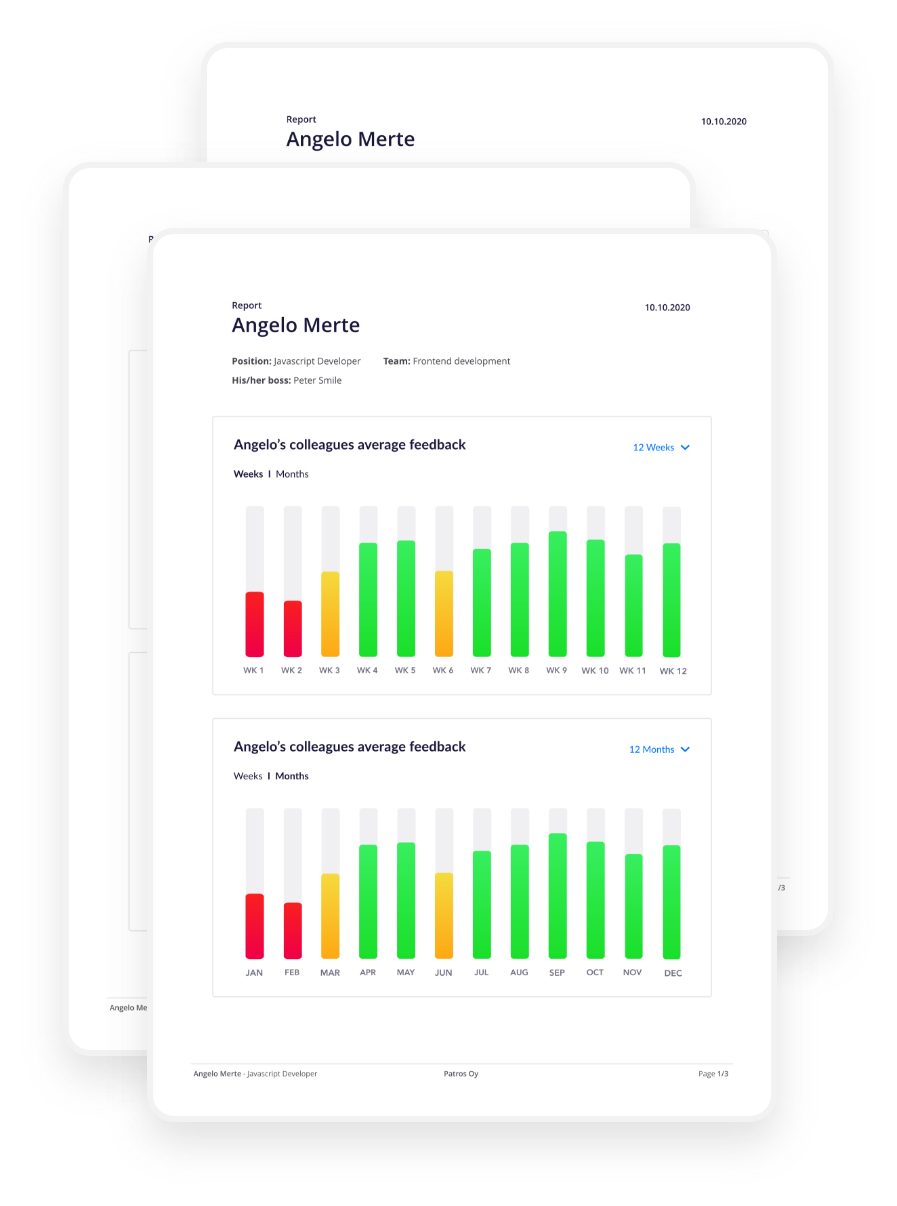 Report
10.10.2020
Angelo Merte
Report
10.10.2020
Angelo Merte
Position: Javascript Developer Team: Frontend development
His/her boss: Peter Smile
Angelo’s colleagues average feedback
12 Weeks
Weeks I Months
WK 1 WK 2 WK 3 WK 4 WK 5 WK 6 WK 7 WK 8 WK 9 WK 10 WK 11 WK 12
Angelo’s colleagues average feedback
12 Months
Weeks I Months
JAN FEB MAR APR MAY JUN JUL AUG SEP OCT NOV DEC
/3
Angelo Me
Angelo Merte - Javascript Developer Patros Oy Page 1/3